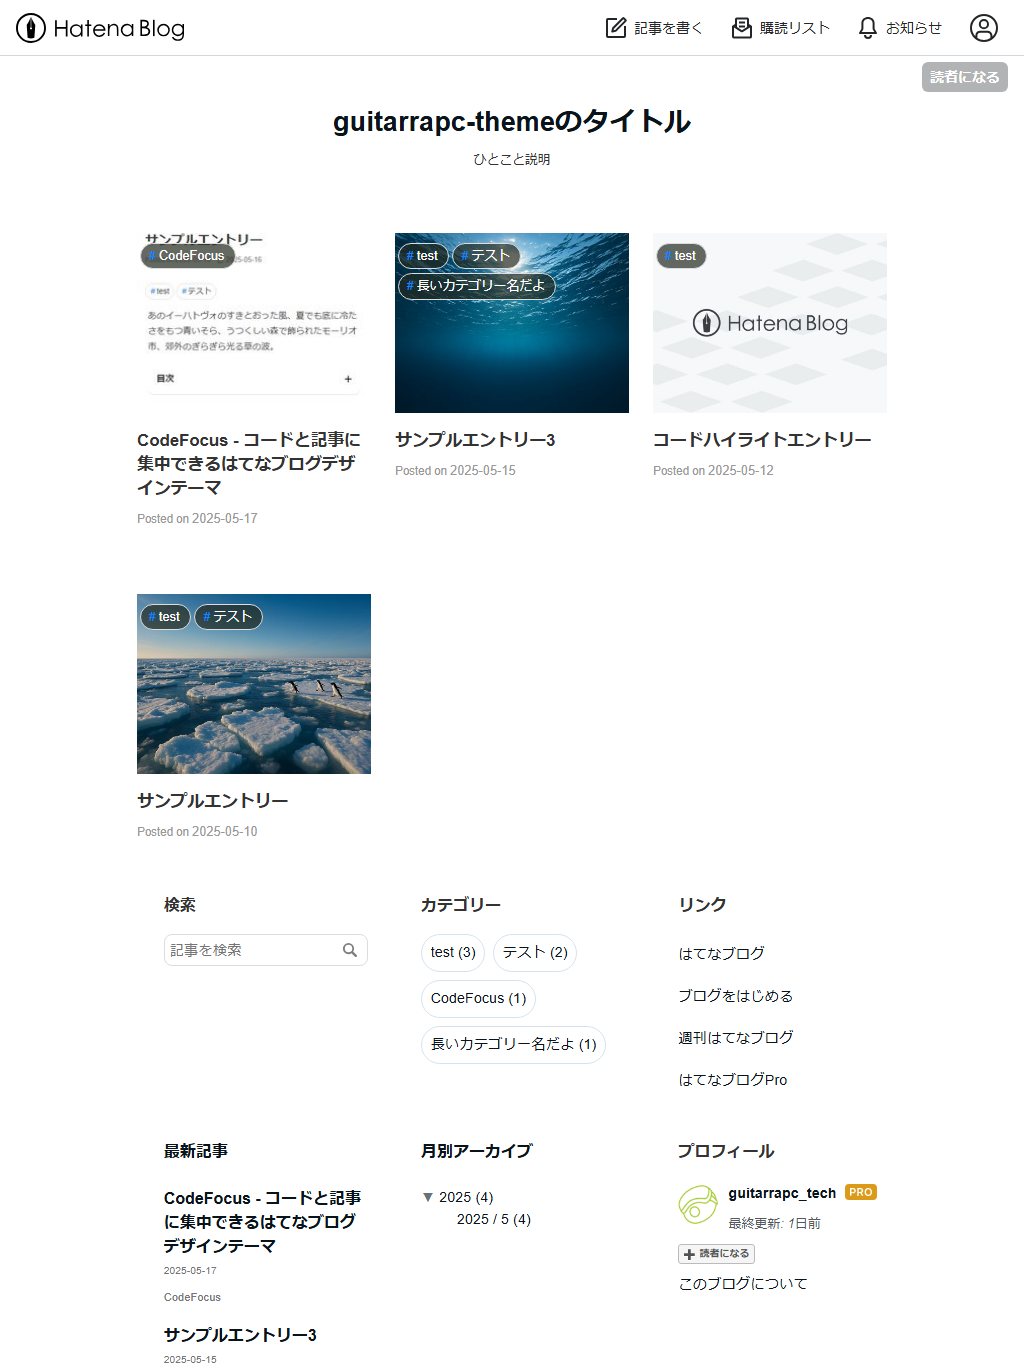 Hatena Blog
記事を書く
購読リスト
お知らせ
読者になる
guitarrapc-themeのタイトル
ひとこと説明
サンプルエントリー
# CodeFocus
25-05-16
#test #テスト
あのイーハトヴォのすきとおった風、夏でも底に冷た
さをもつ青いそら、うつくしい森で飾られたモーリオ
市、郊外のぎらぎら光る草の波。
目次 +
CodeFocus - コードと記事に
集中できるはてなブログデザ
インテーマ
Posted on 2025-05-17
# test # テスト
# 長いカテゴリー名だよ
サンプルエントリー3
Posted on 2025-05-15
# test
Hatena Blog
コードハイライトエントリー
Posted on 2025-05-12
# test # テスト
サンプルエントリー
Posted on 2025-05-10
検索
記事を検索
カテゴリー
test (3) テスト (2)
CodeFocus (1)
長いカテゴリー名だよ (1)
リンク
はてなブログ
ブログをはじめる
週刊はてなブログ
はてなブログPro
最新記事
CodeFocus - コードと記事
に集中できるはてなブログ
デザインテーマ
2025-05-17
CodeFocus
サンプルエントリー3
2025-05-15
月別アーカイブ
▼ 2025 (4)
2025 / 5 (4)
プロフィール
guitarrapc_tech PRO
最終更新: 1日前
+ 読者になる
このブログについて